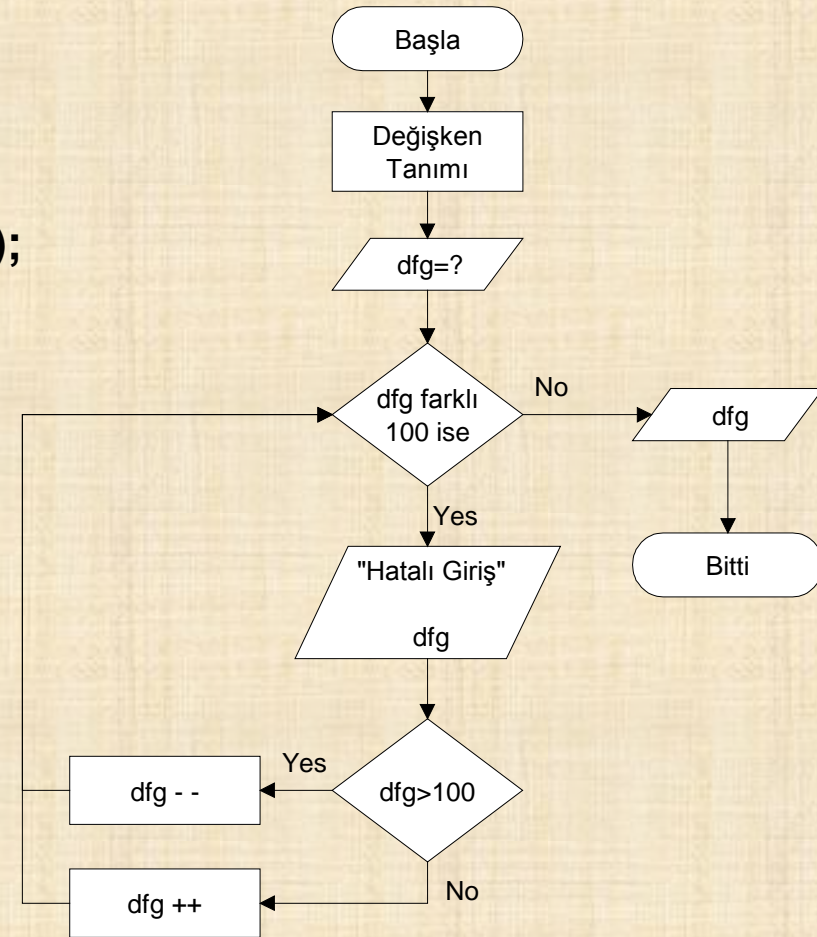 Başla
Değişken
Tanımı
);
dfg=?
dfg farklı
100 ise
No
dfg
Yes
"Hatalı Giriş"
dfg
Bitti
dfg>100
Yes
dfg - -
No
dfg ++